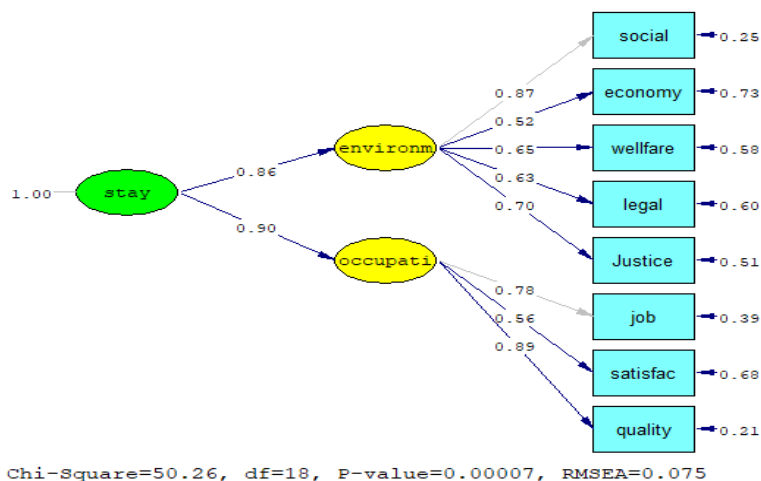 social
0.25
0.87
economy
0.73
0.52
environm
0.65
wellfare
0.58
0.86
0.63
1.00
stay
legal
0.60
0.70
0.90
Justice
0.51
occupati
0.78
job
0.39
0.56
satisfac
0.68
0.89
quality
0.21
Chi-Square=50.26, df=18, P-value=0.00007, RMSEA=0.075